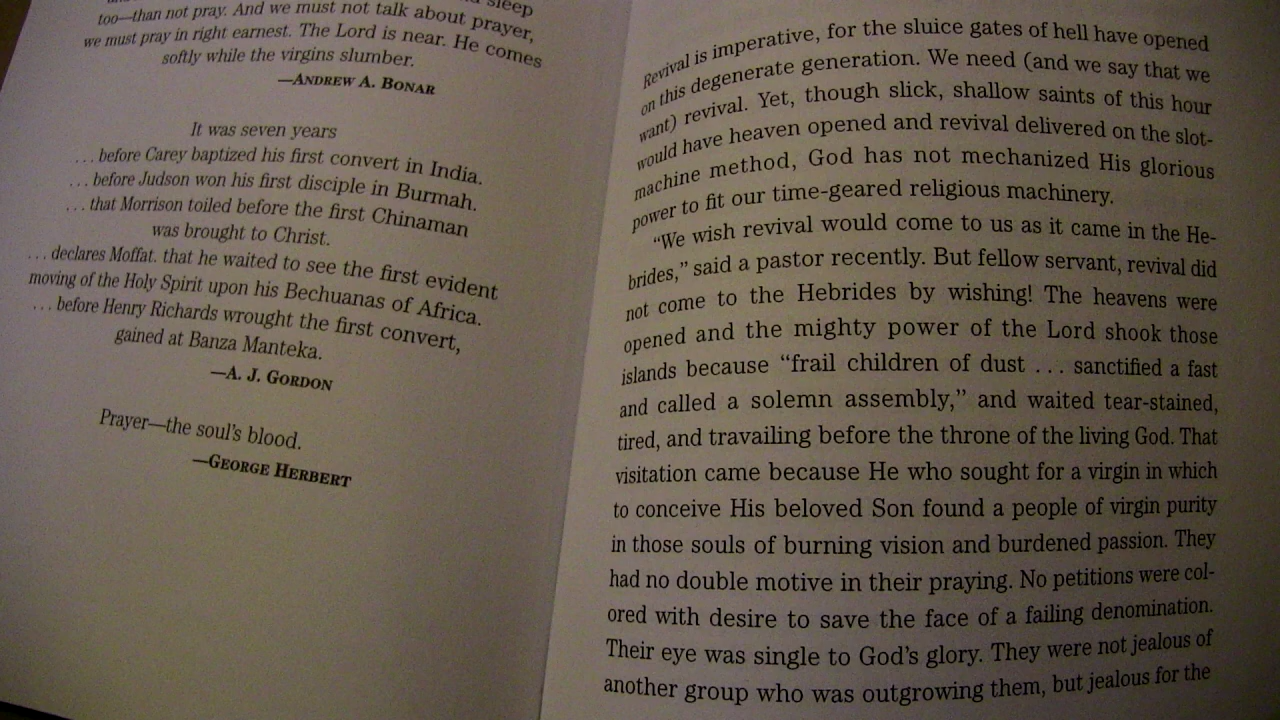 sleep
too—than not pray. And we must not talk about prayer,
we must pray in right earnest. The Lord is near. He comes
softly while the virgins slumber.
—ANDREW A. BONAR
It was seven years
. . . before Carey baptized his first convert in India.
. . . before Judson won his first disciple in Burmah.
. . . that Morrison toiled before the first Chinaman
was brought to Christ.
. . . declares Moffat. that he waited to see the first evident
moving of the Holy Spirit upon his Bechuanas of Africa.
. . . before Henry Richards wrought the first convert,
gained at Banza Manteka.
—A. J. GORDON
Prayer—the soul's blood.
—GEORGE HERBERT
Revival is imperative, for the sluice gates of hell have opened
on this degenerate generation. We need (and we say that we
want) revival. Yet, though slick, shallow saints of this hour
would have heaven opened and revival delivered on the slot-
machine method, God has not mechanized His glorious
power to fit our time-geared religious machinery.
“We wish revival would come to us as it came in the He-
brides,” said a pastor recently. But fellow servant, revival did
not come to the Hebrides by wishing! The heavens were
opened and the mighty power of the Lord shook those
islands because “frail children of dust . . . sanctified a fast
and called a solemn assembly,” and waited tear-stained,
tired, and travailing before the throne of the living God. That
visitation came because He who sought for a virgin in which
to conceive His beloved Son found a people of virgin purity
in those souls of burning vision and burdened passion. They
had no double motive in their praying. No petitions were col-
ored with desire to save the face of a failing denomination.
Their eye was single to God's glory. They were not jealous of
another group who was outgrowing them, but jealous for the